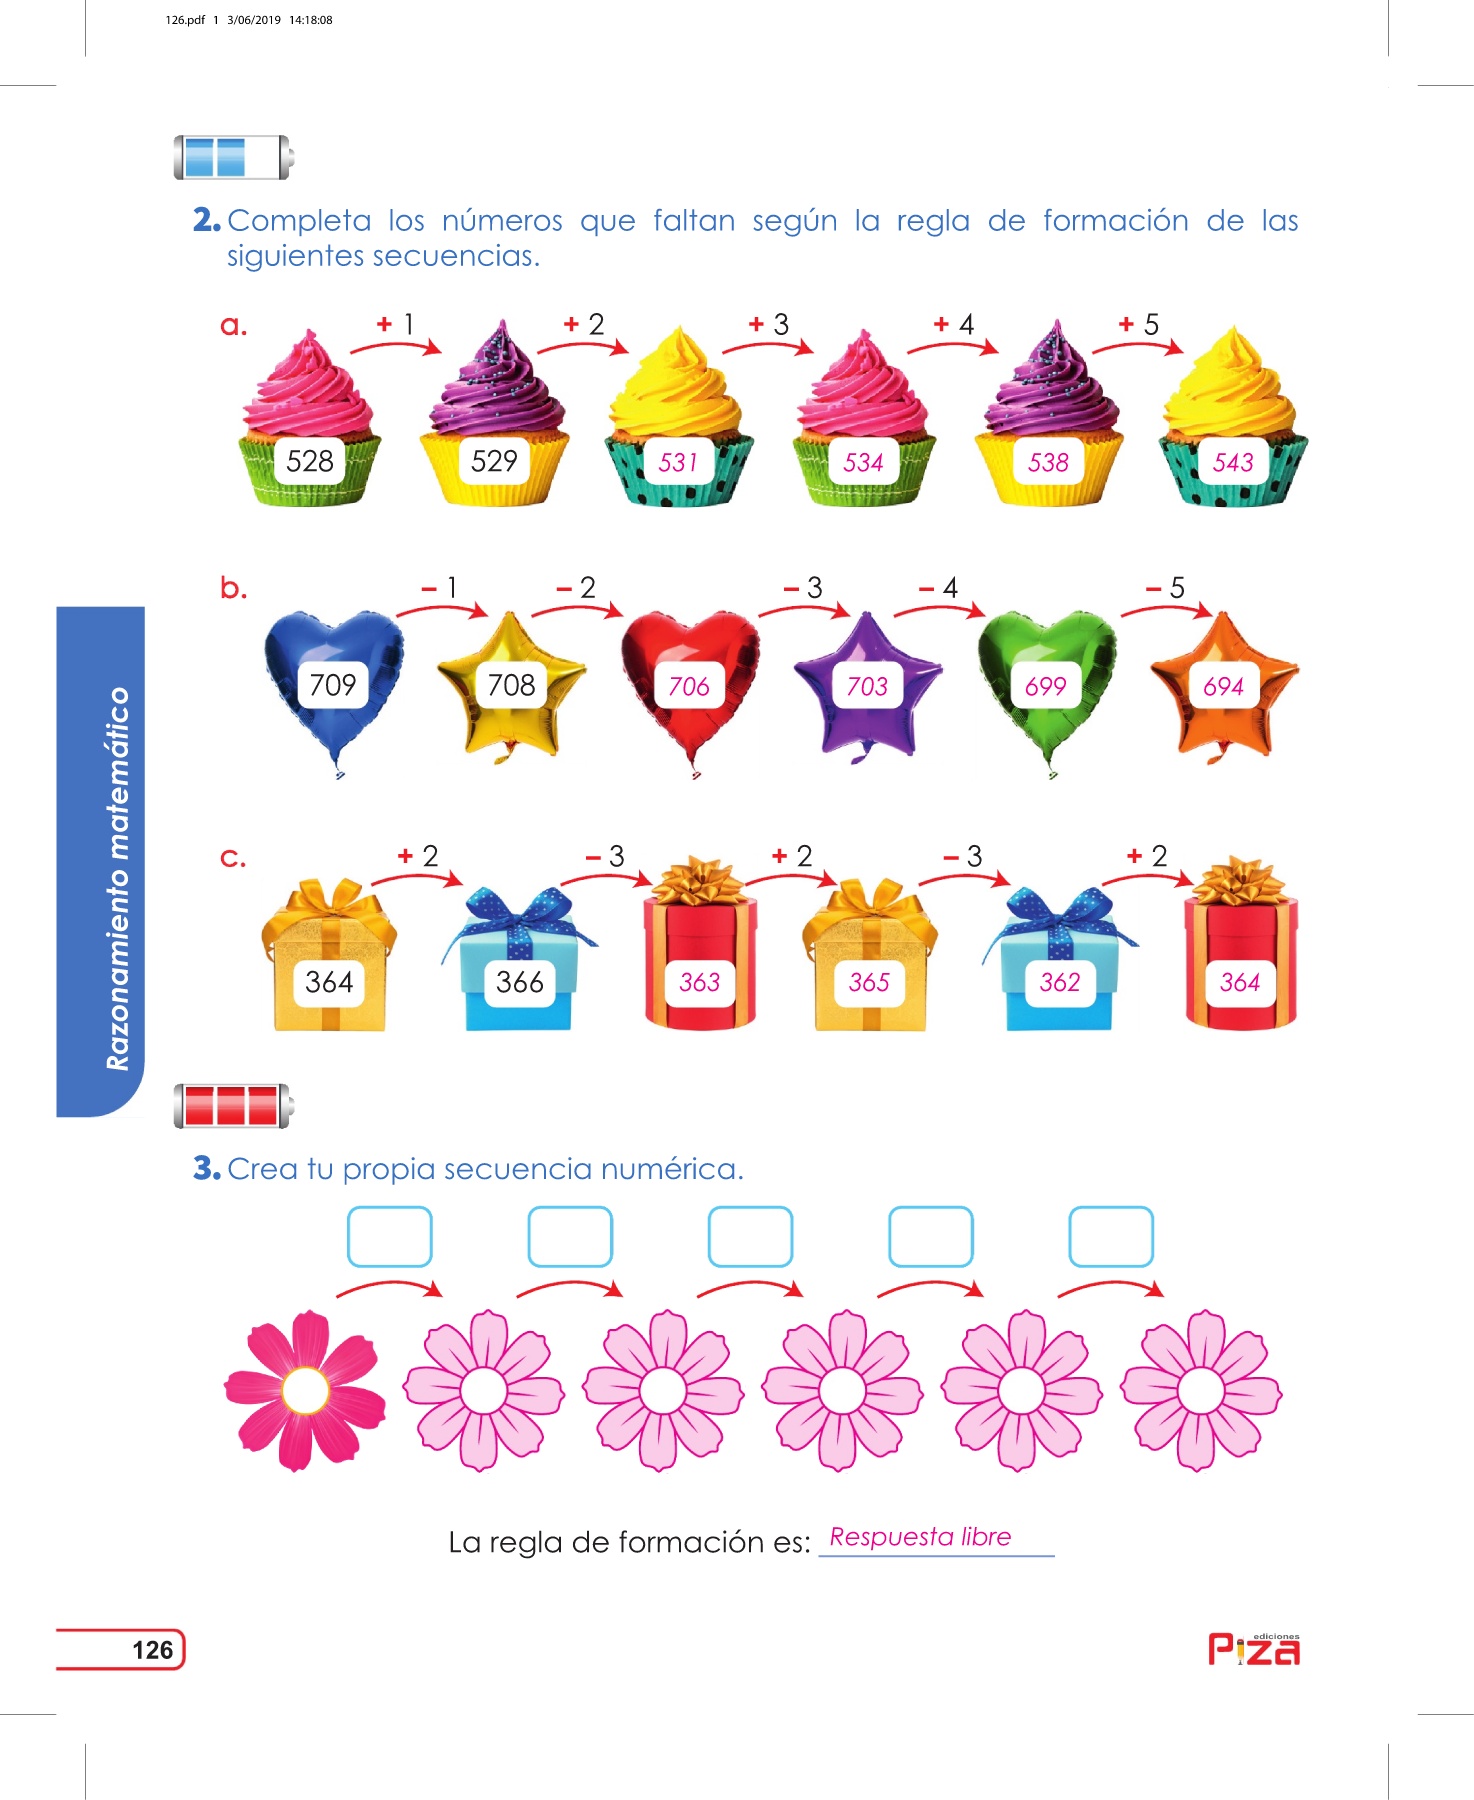 126.pdf 1 3/06/2019 14:18:08
2. Completa los números que faltan según la regla de formación de las
siguientes secuencias.
a. + 1 + 2 + 3 + 4 + 5
528 529 531 534 538 543
b. – 1 – 2 – 3 – 4 – 5
709 708 706 703 699 694
c. + 2 – 3 + 2 – 3 + 2
364 366 363 365 362 364
Razonamiento matemático
3. Crea tu propia secuencia numérica.
La regla de formación es: Respuesta libre
126
ediciones
Piza